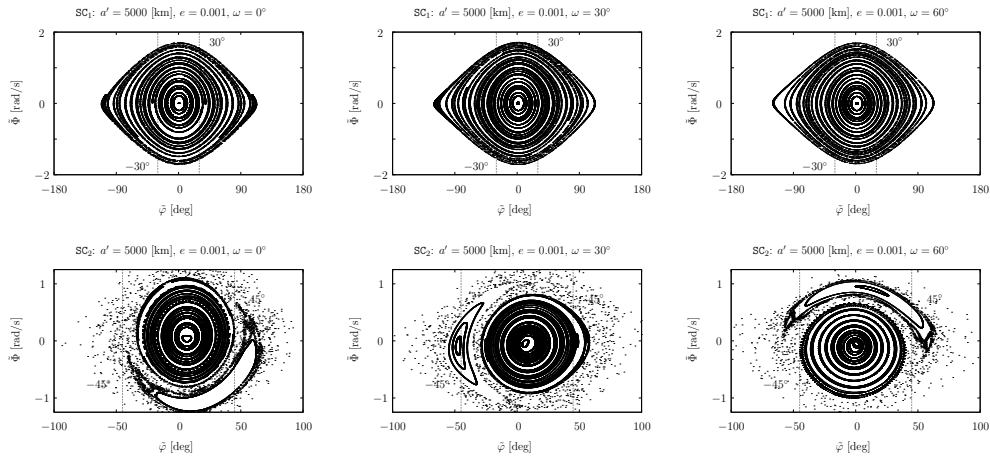 SC₁: a′ = 5000 [km], e = 0.001, ω = 0°
SC₁: a′ = 5000 [km], e = 0.001, ω = 30°
SC₁: a′ = 5000 [km], e = 0.001, ω = 60°
2
30°
Φ̃ [rad/s]
0
−30°
−2
−180 −90 0 90 180
φ̃ [deg]
2
30°
Φ̃ [rad/s]
0
−30°
−2
−180 −90 0 90 180
φ̃ [deg]
2
30°
Φ̃ [rad/s]
0
−30°
−2
−180 −90 0 90 180
φ̃ [deg]
SC₂: a′ = 5000 [km], e = 0.001, ω = 0°
SC₂: a′ = 5000 [km], e = 0.001, ω = 30°
SC₂: a′ = 5000 [km], e = 0.001, ω = 60°
1
45°
Φ̃ [rad/s]
0
−45°
−1
−100 −50 0 50 100
φ̃ [deg]
1
45°
Φ̃ [rad/s]
0
−45°
−1
−100 −50 0 50 100
φ̃ [deg]
1
45°
Φ̃ [rad/s]
0
−45°
−1
−100 −50 0 50 100
φ̃ [deg]